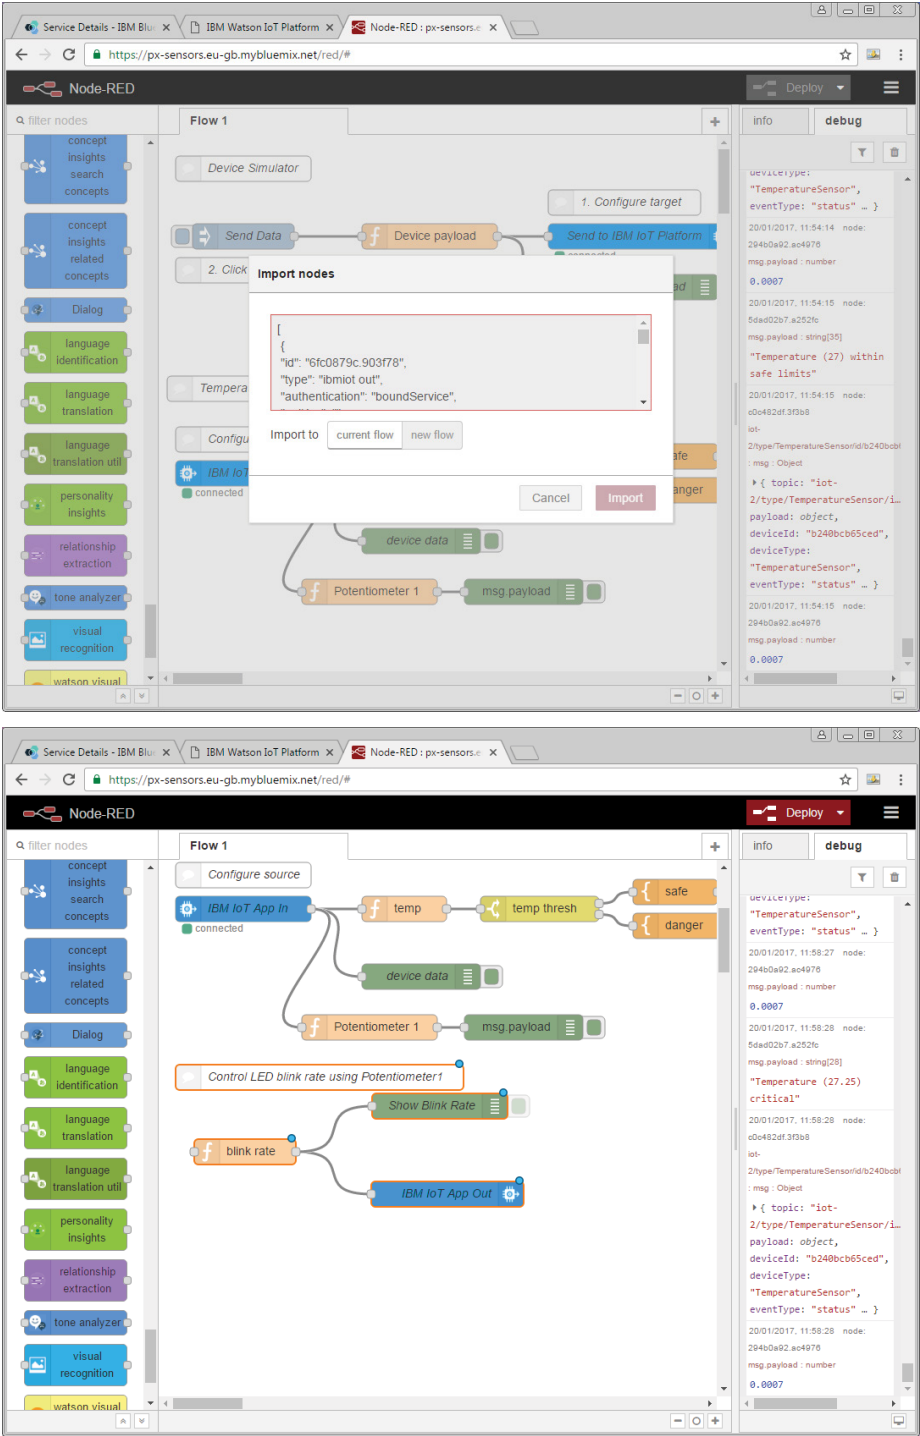 Service Details - IBM Blu
IBM Watson IoT Platform
Node-RED : px-sensors.e
https://px-sensors.eu-gb.mybluemix.net/red/#
Node-RED
Deploy
filter nodes
Flow 1
info
debug
concept
insights
search
concepts
concept
insights
related
concepts
Dialog
language
identification
language
translation
language
translation util
personality
insights
relationship
extraction
tone analyzer
visual
recognition
watson visual
Device Simulator
1. Configure target
Send Data
Device payload
Send to IBM IoT Platform
connected
2. Click
ad
Tempera
Configu
IBM IoT
connected
afe
anger
device data
Potentiometer 1
msg.payload
Import nodes
[
{
"id": "6fc0879c.903f78",
"type": "ibmiot out",
"authentication": "boundService",
Import to
current flow
new flow
Cancel
Import
deviceType:
"TemperatureSensor",
eventType: "status" … }
20/01/2017, 11:54:14 node:
294b0a92.ac4976
msg.payload : number
0.0007
20/01/2017, 11:54:15 node:
5dad02b7.a252fc
msg.payload : string[35]
"Temperature (27) within
safe limits"
20/01/2017, 11:54:15 node:
c0c482df.3f3b8
iot-
2/type/TemperatureSensor/id/b240bcb6
: msg : Object
{ topic: "iot-
2/type/TemperatureSensor/i…
payload: object,
deviceId: "b240bcb65ced",
deviceType:
"TemperatureSensor",
eventType: "status" … }
20/01/2017, 11:54:15 node:
294b0a92.ac4976
msg.payload : number
0.0007
Service Details - IBM Blu
IBM Watson IoT Platform
Node-RED : px-sensors.e
https://px-sensors.eu-gb.mybluemix.net/red/#
Node-RED
Deploy
filter nodes
Flow 1
info
debug
concept
insights
search
concepts
concept
insights
related
concepts
Dialog
language
identification
language
translation
language
translation util
personality
insights
relationship
extraction
tone analyzer
visual
recognition
watson visual
Configure source
IBM IoT App In
connected
temp
temp thresh
safe
danger
device data
Potentiometer 1
msg.payload
Control LED blink rate using Potentiometer1
Show Blink Rate
blink rate
IBM IoT App Out
deviceType:
"TemperatureSensor",
eventType: "status" … }
20/01/2017, 11:58:27 node:
294b0a92.ac4976
msg.payload : number
0.0007
20/01/2017, 11:58:28 node:
5dad02b7.a252fc
msg.payload : string[28]
"Temperature (27.25)
critical"
20/01/2017, 11:58:28 node:
c0c482df.3f3b8
iot-
2/type/TemperatureSensor/id/b240bcb6
: msg : Object
{ topic: "iot-
2/type/TemperatureSensor/i…
payload: object,
deviceId: "b240bcb65ced",
deviceType:
"TemperatureSensor",
eventType: "status" … }
20/01/2017, 11:58:28 node:
294b0a92.ac4976
msg.payload : number
0.0007